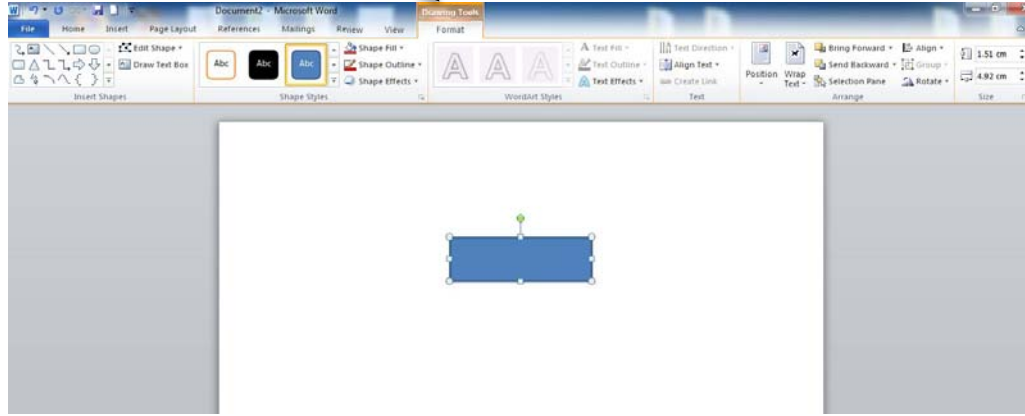 Document2 - Microsoft Word
Drawing Tools
File Home Insert Page Layout References Mailings Review View Format
Edit Shape
Draw Text Box
Insert Shapes
Abc Abc Abc
Shape Fill
Shape Outline
Shape Effects
Shape Styles
A A A
Text Fill
Text Outline
Text Effects
WordArt Styles
Text Direction
Align Text
Create Link
Text
Position
Wrap
Text
Bring Forward
Send Backward
Selection Pane
Align
Group
Rotate
Arrange
1.51 cm
4.92 cm
Size